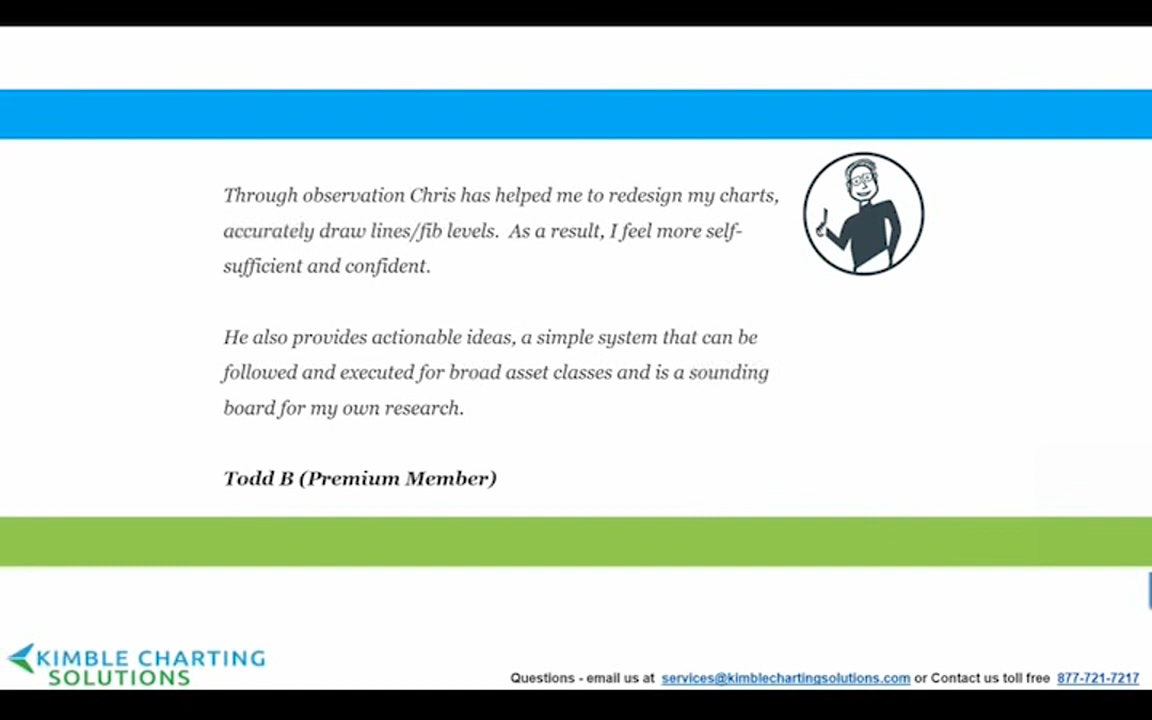 Through observation Chris has helped me to redesign my charts,
accurately draw lines/fib levels.  As a result, I feel more self-
sufficient and confident.
He also provides actionable ideas, a simple system that can be
followed and executed for broad asset classes and is a sounding
board for my own research.
Todd B (Premium Member)
KIMBLE CHARTING
SOLUTIONS
Questions - email us at services@kimblechartingsolutions.com or Contact us toll free 877-721-7217